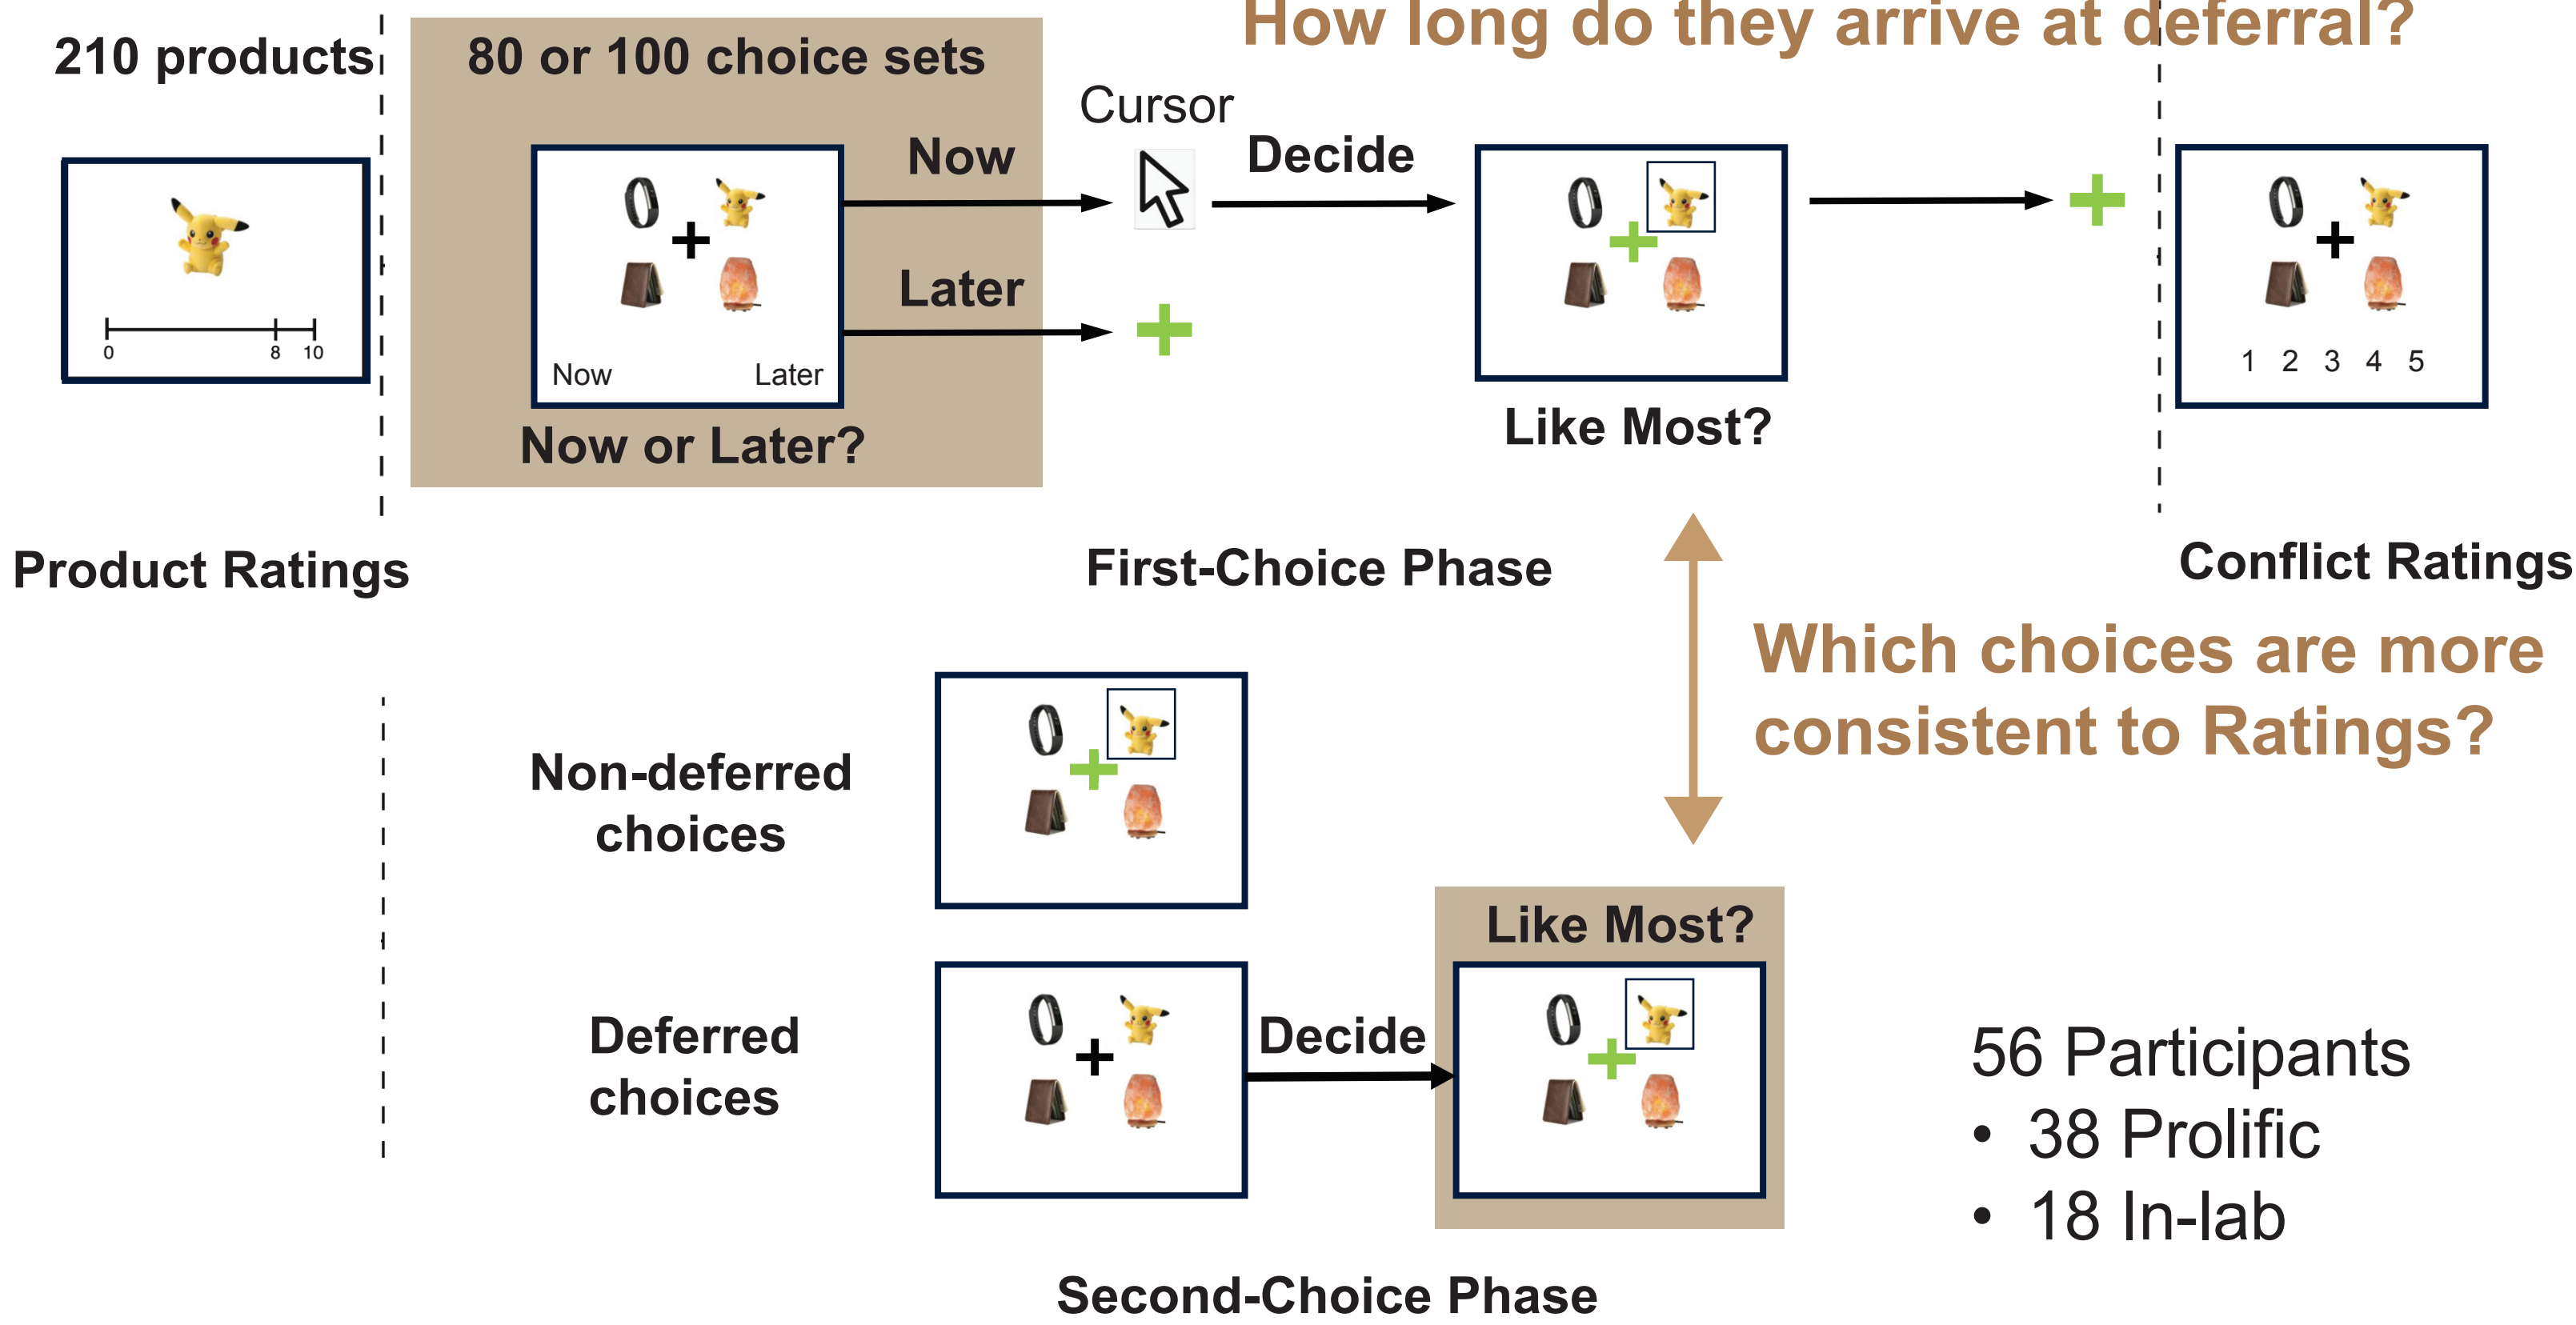 How long do they arrive at deferral?
210 products
80 or 100 choice sets
Cursor
Now
Decide
Later
0 8 10
Now Later
1 2 3 4 5
Now or Later?
Like Most?
Product Ratings
First-Choice Phase
Conflict Ratings
Which choices are more
consistent to Ratings?
Non-deferred
choices
Like Most?
Deferred
choices
Decide
56 Participants
• 38 Prolific
• 18 In-lab
Second-Choice Phase